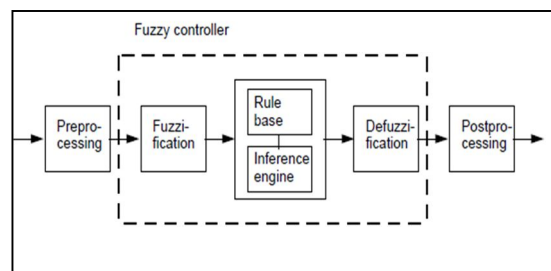 Fuzzy controller
Prepro-
cessing
Fuzzi-
fication
Rule
base
Inference
engine
Defuzzi-
fication
Postpro-
cessing